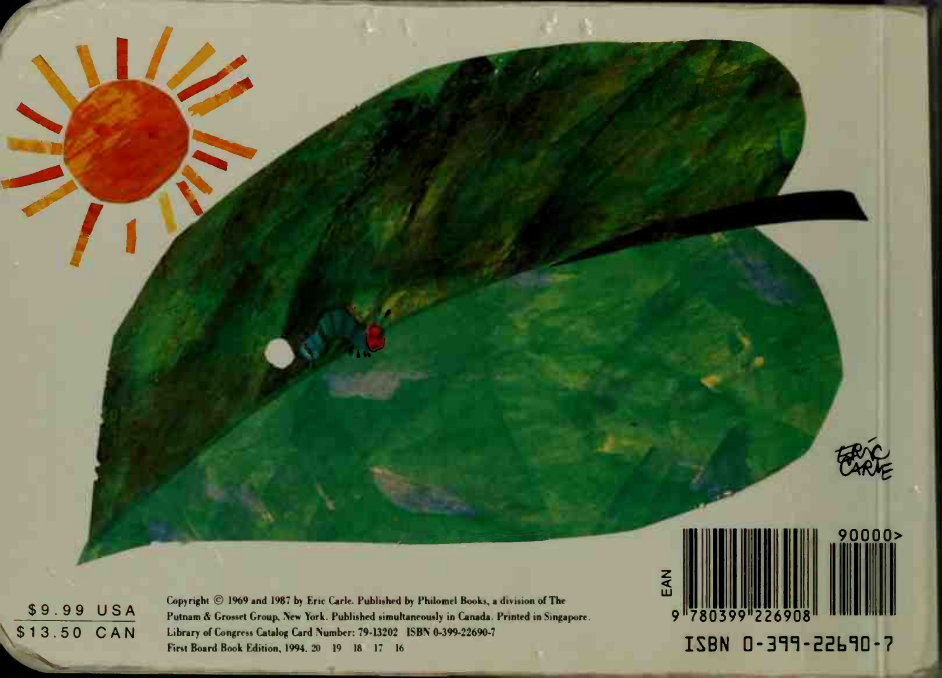 ERIC
CARLE
$9.99 USA
$13.50 CAN
Copyright © 1969 and 1987 by Eric Carle. Published by Philomel Books, a division of The
Putnam & Grosset Group, New York. Published simultaneously in Canada. Printed in Singapore.
Library of Congress Catalog Card Number: 79-13202 ISBN 0-399-22690-7
First Board Book Edition, 1994. 20 19 18 17 16
EAN
90000>
9 780399 226908
ISBN 0-399-22690-7